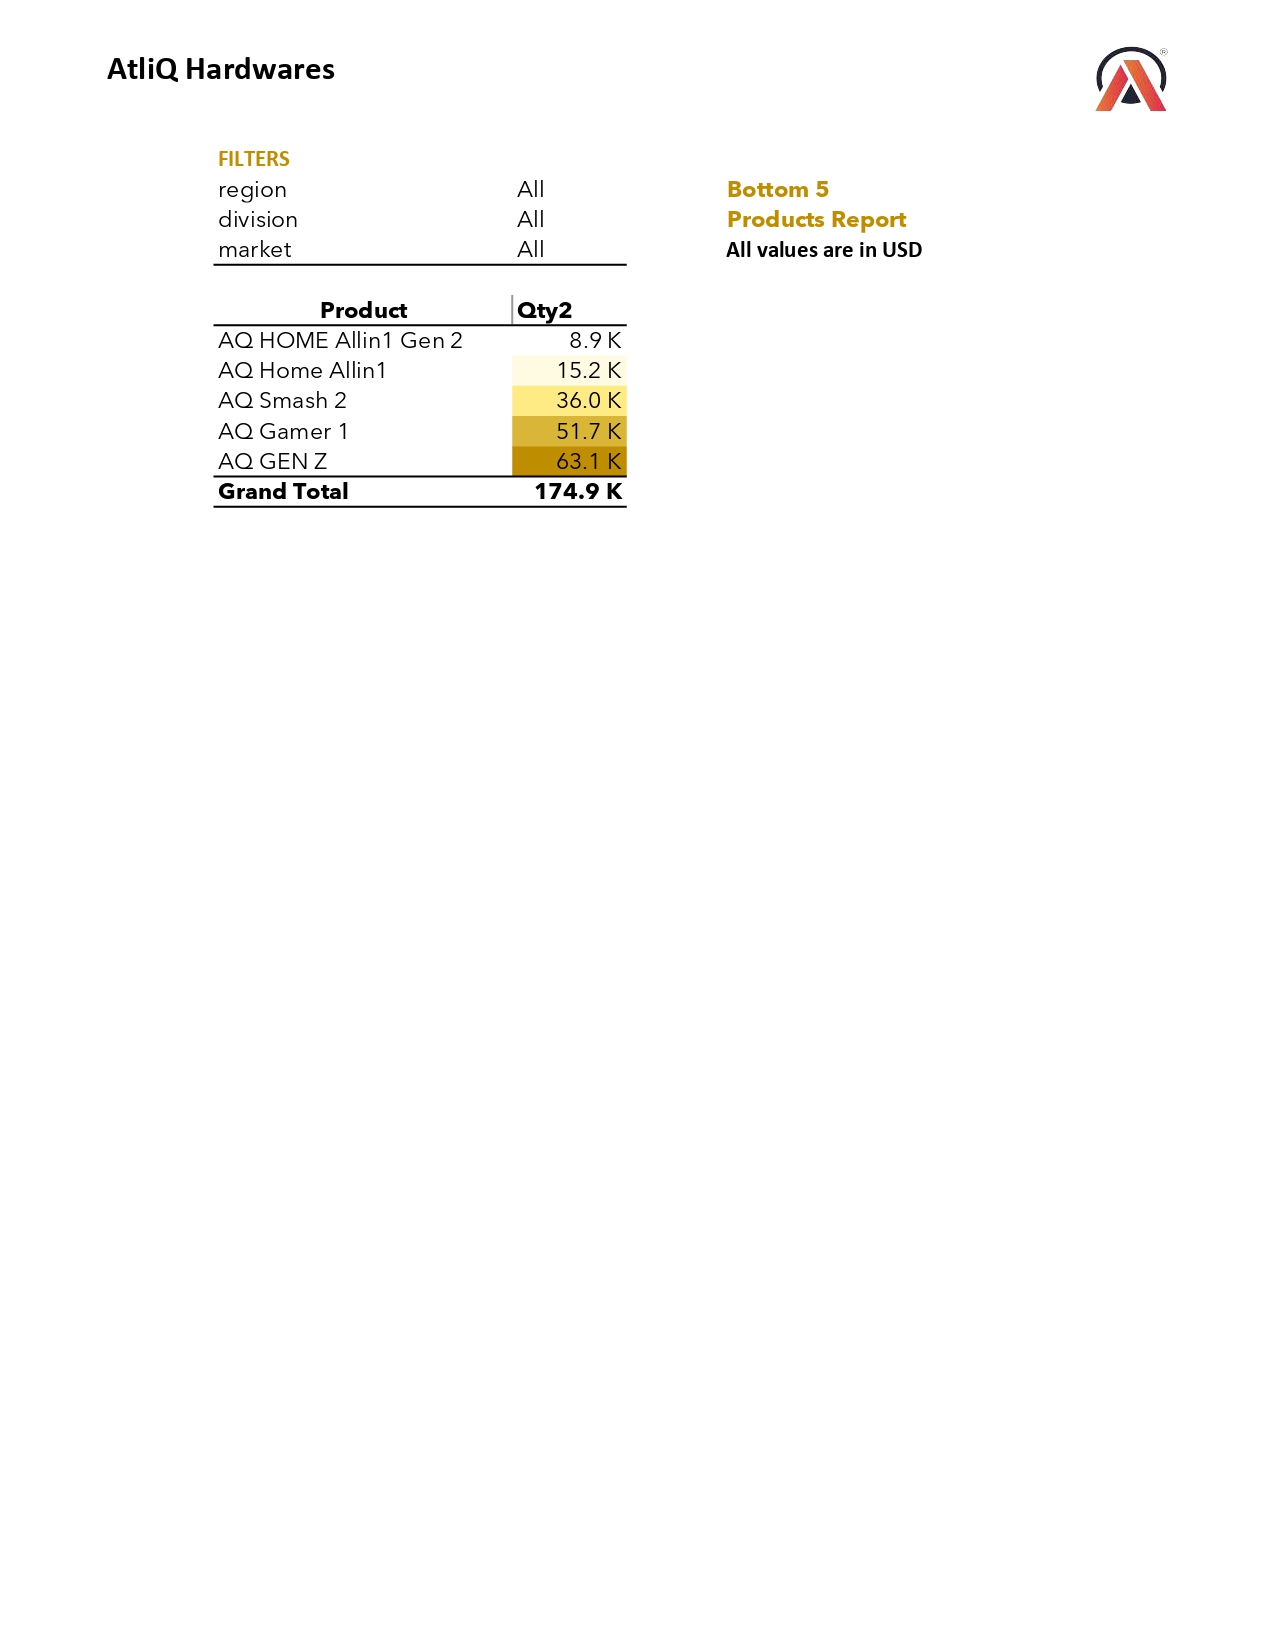 AtliQ Hardwares
®
FILTERS
region All
division All
market All
Bottom 5
Products Report
All values are in USD
Product Qty2
AQ HOME Allin1 Gen 2 8.9 K
AQ Home Allin1 15.2 K
AQ Smash 2 36.0 K
AQ Gamer 1 51.7 K
AQ GEN Z 63.1 K
Grand Total 174.9 K